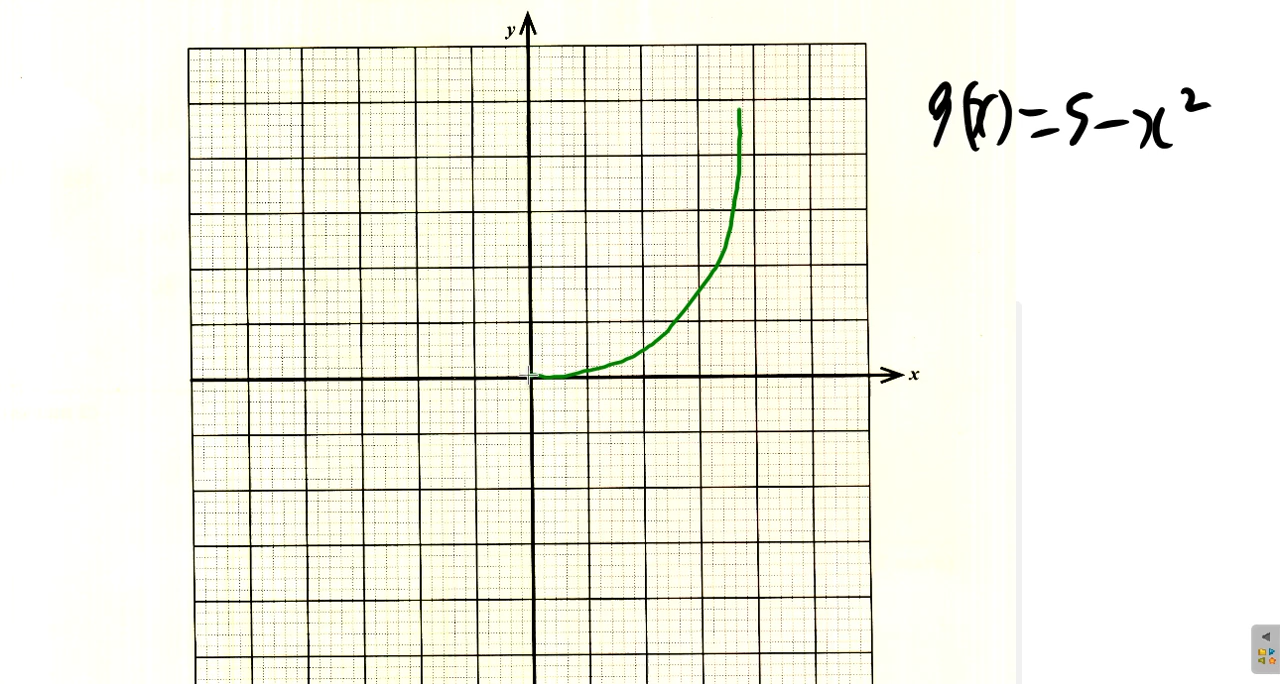 y
g(x) = 5 - x²
x